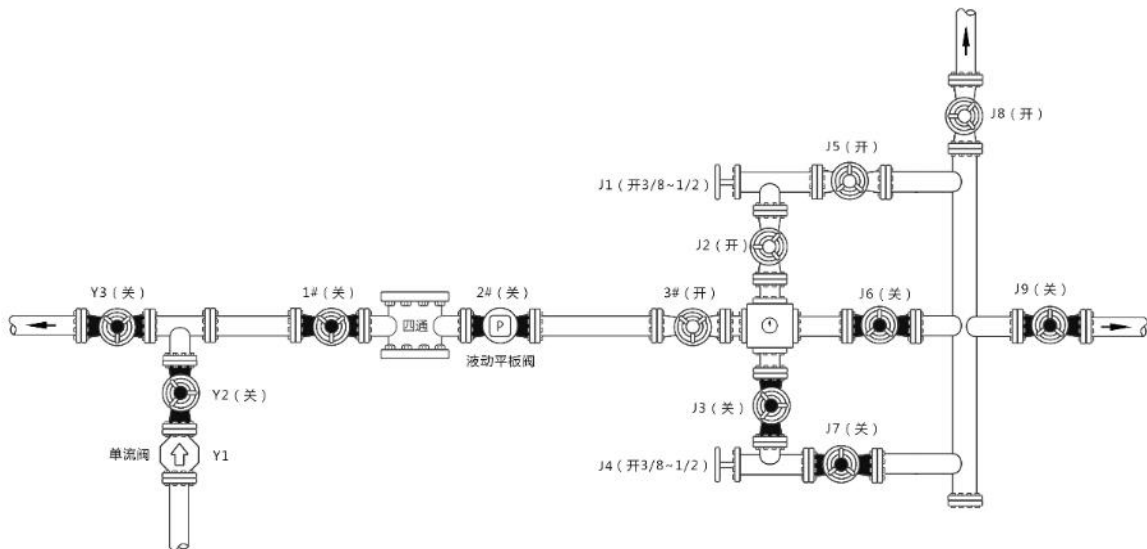 J8（开）
J5（开）
J1（开3/8~1/2）
J2（开）
Y3（关）
1#（关）
2#（关）
3#（开）
J6（关）
J9（关）
四通
P
液动平板阀
Y2（关）
J3（关）
J7（关）
单流阀
Y1
J4（开3/8~1/2）